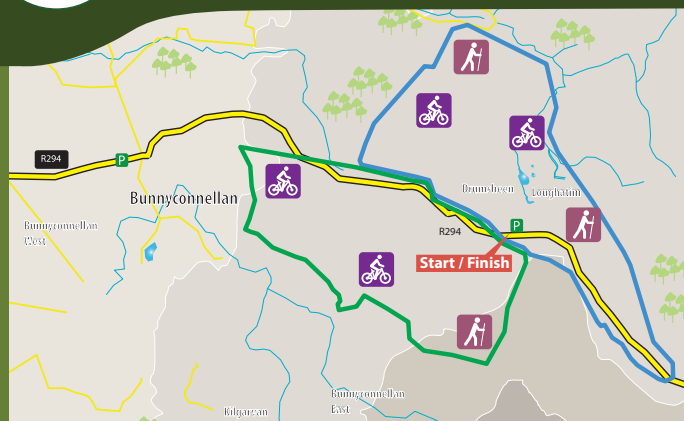 R294
P
Bunnyconnellan
Bunnyconnellan
West
Drumsheen
Loughatim
P
R294
Start / Finish
Bunnyconnellan
East
Kilgarvan